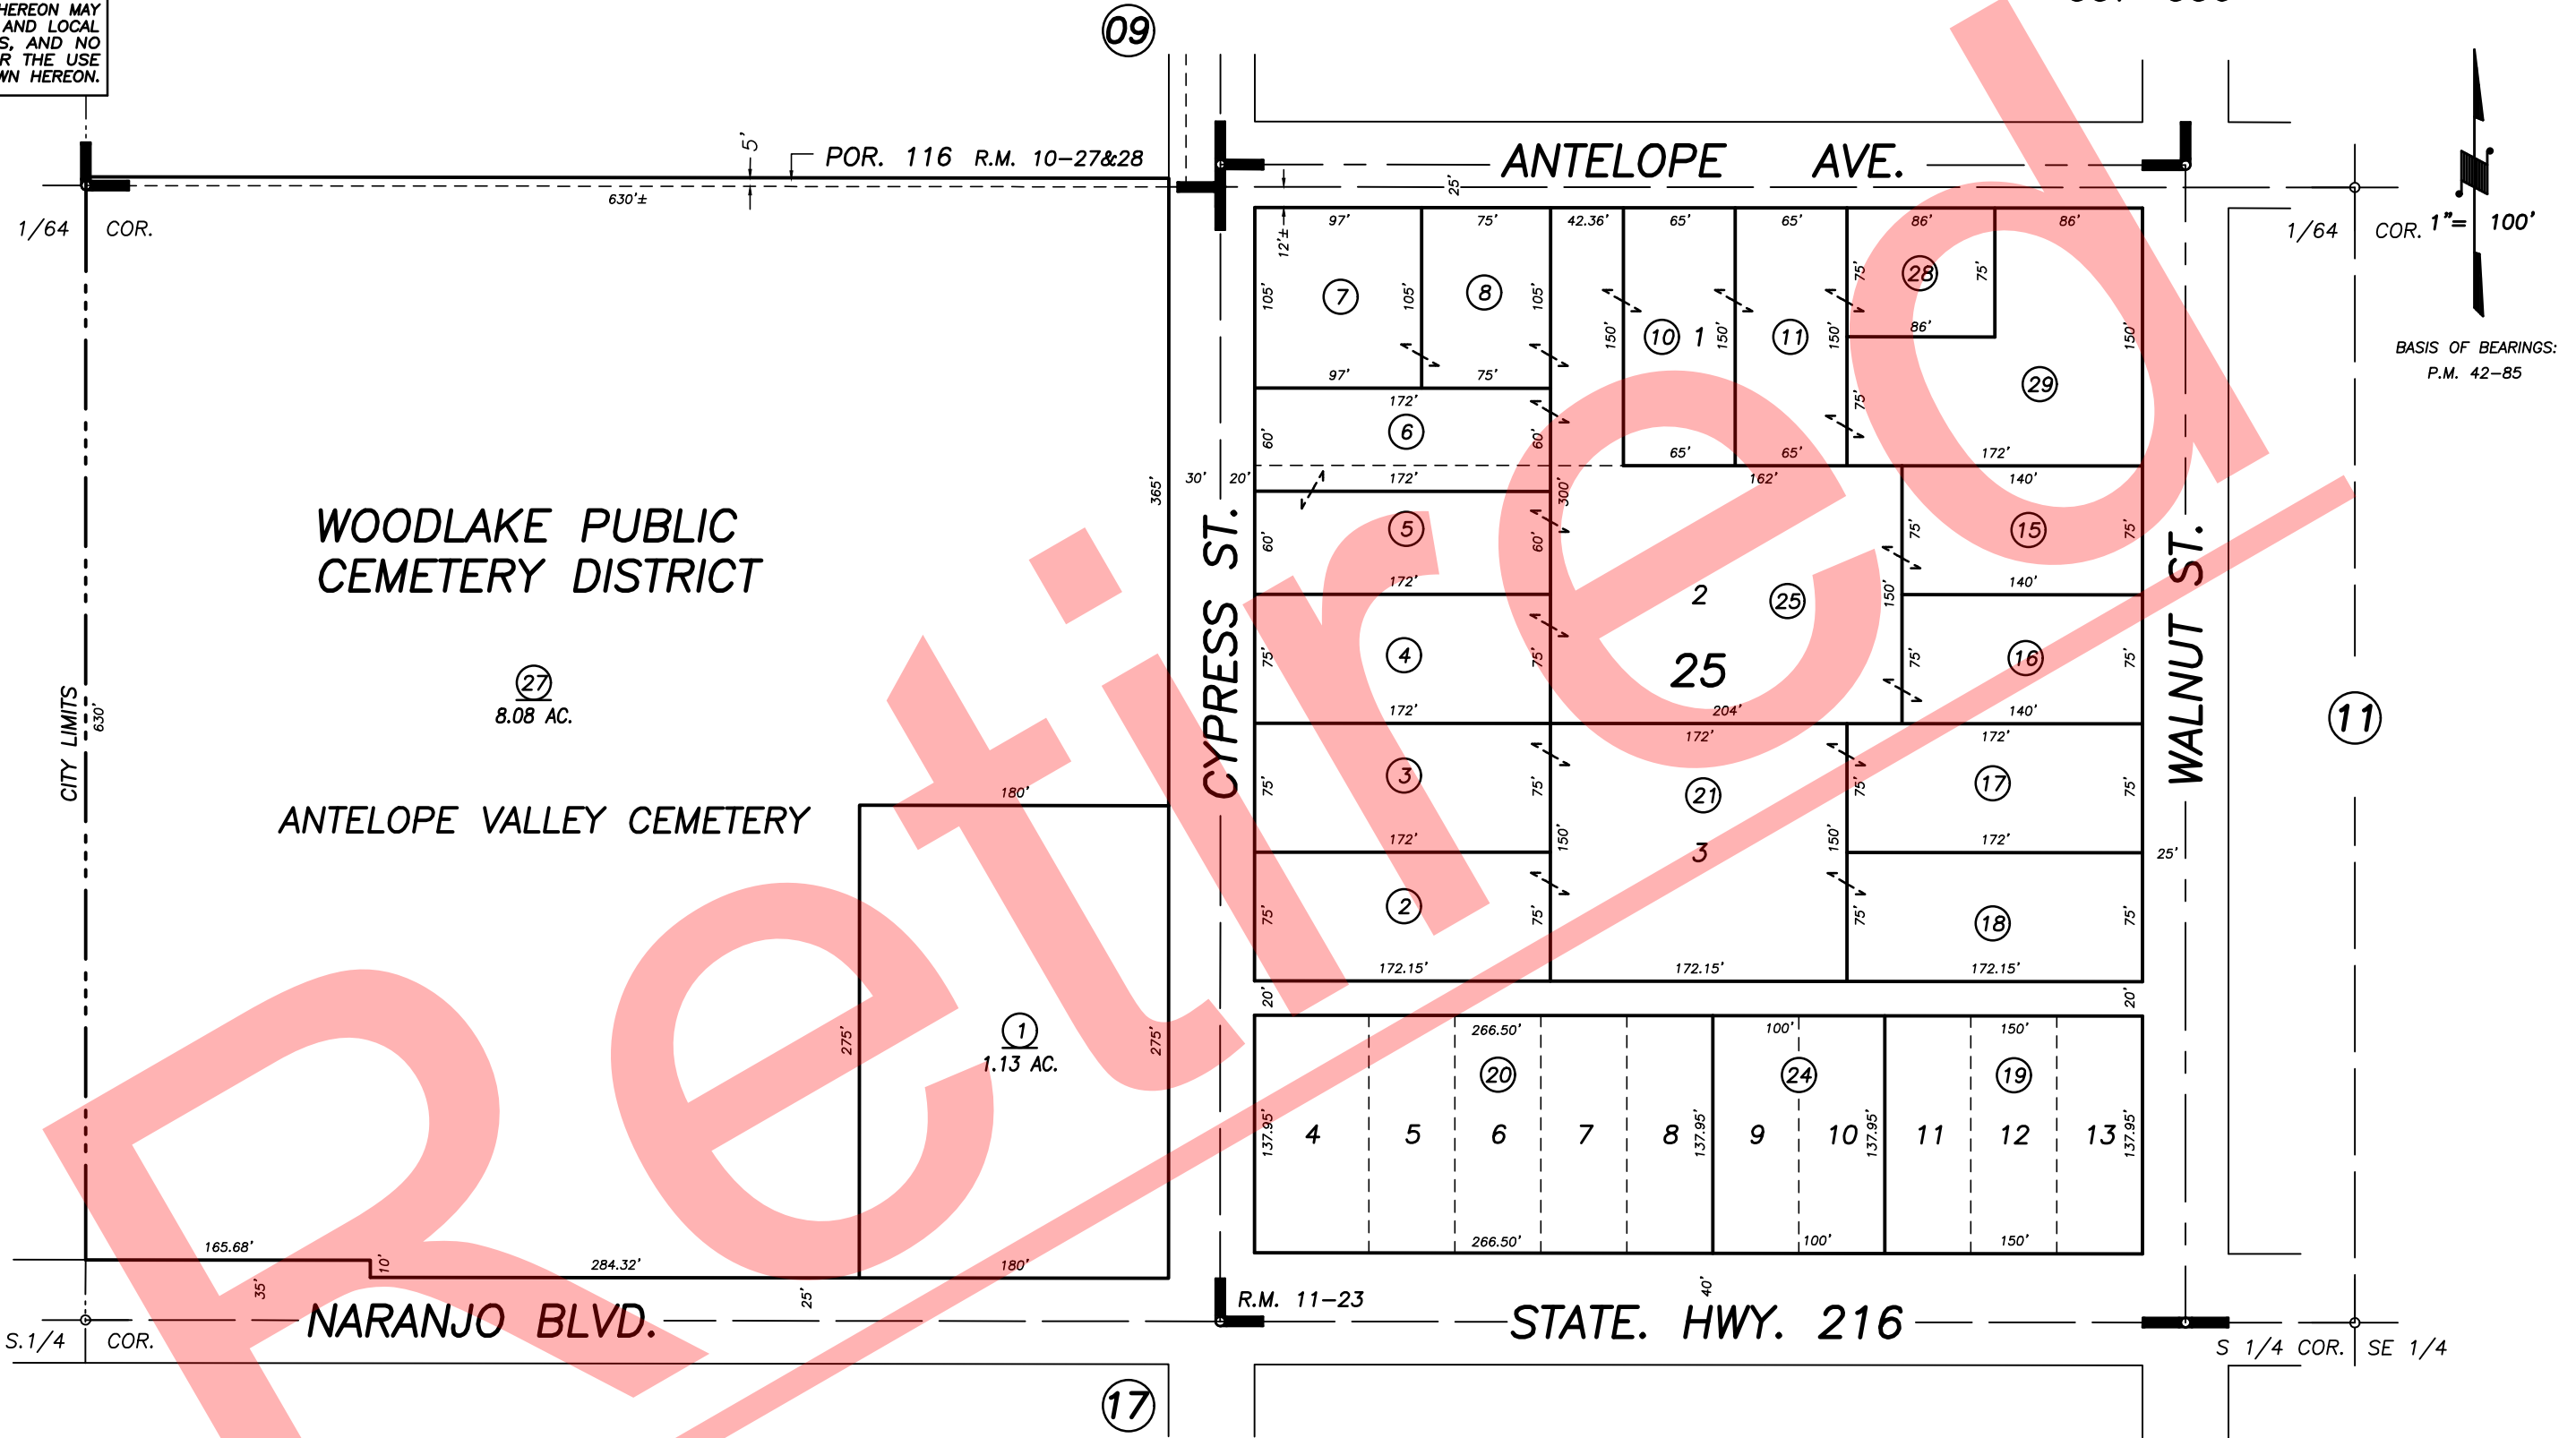 HEREON MAY
AND LOCAL
S, AND NO
R THE USE
WN HEREON.
09
5'
POR. 116 R.M. 10-27&28
630'±
ANTELOPE AVE.
25'
12'±
1/64 COR.
1/64 COR.
1"= 100'
BASIS OF BEARINGS:
P.M. 42-85
WOODLAKE PUBLIC
CEMETERY DISTRICT
27
8.08 AC.
ANTELOPE VALLEY CEMETERY
CITY LIMITS
630'
365'
30' 20'
CYPRESS ST.
180'
275'
1
1.13 AC.
275'
180'
165.68'
10'
284.32'
35'
25'
NARANJO BLVD.
S.1/4 COR.
17
97' 75' 42.36' 65' 65' 86' 86'
105' 7 105' 8 105'
150' 10 1 150' 11 150'
75' 28 75'
86'
75' 29 150'
97' 75'
172'
60' 6 60'
172'
65' 65' 172'
300' 162' 140'
60' 5 60'
172'
75' 15 75'
140'
2 25 150'
25
75' 4 75'
172'
204'
75' 16 75'
140'
172' 172'
75' 3 75'
172'
21
3
150' 150'
75' 17 75'
172'
75' 2 75'
75' 18 75'
172.15' 172.15' 172.15'
WALNUT ST.
25'
11
20' 20'
266.50' 100' 150'
20 24 19
137.95' 4 5 6 7 8 137.95' 9 10 137.95' 11 12 13 137.95'
266.50' 100' 150'
R.M. 11-23
40'
STATE. HWY. 216
S 1/4 COR. SE 1/4
Retired